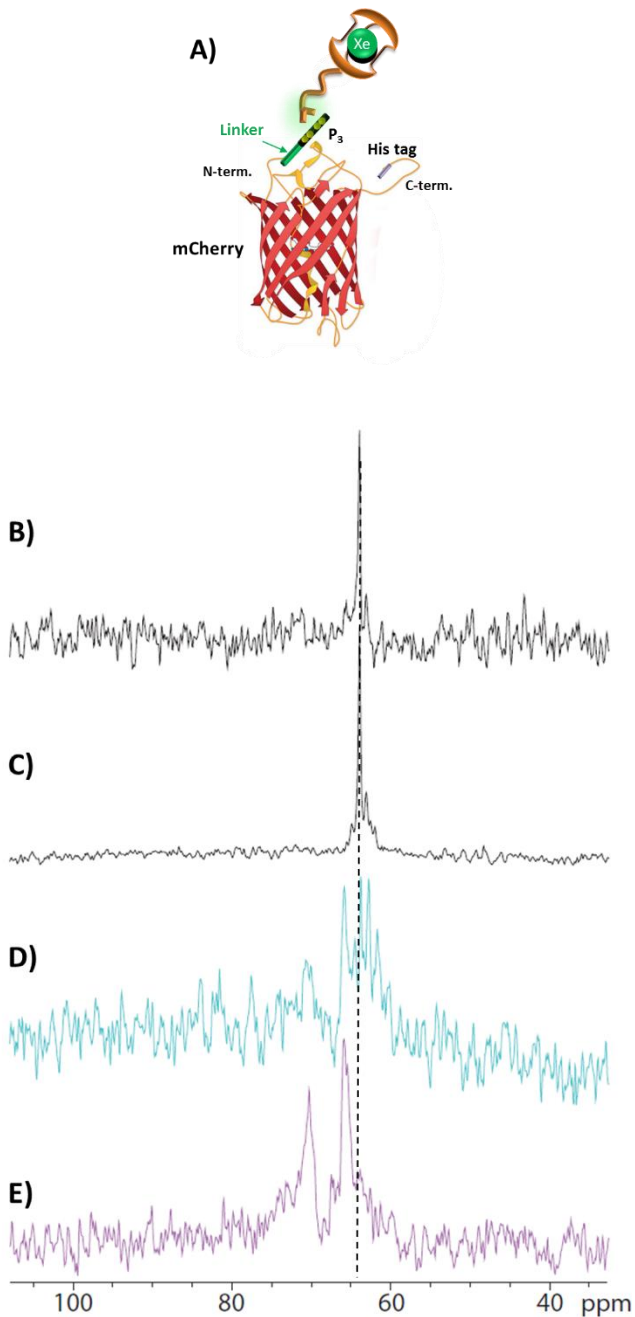 A)
Xe
Linker
P3
His tag
N-term.
C-term.
mCherry
B)
C)
D)
E)
100 80 60 ppm 40